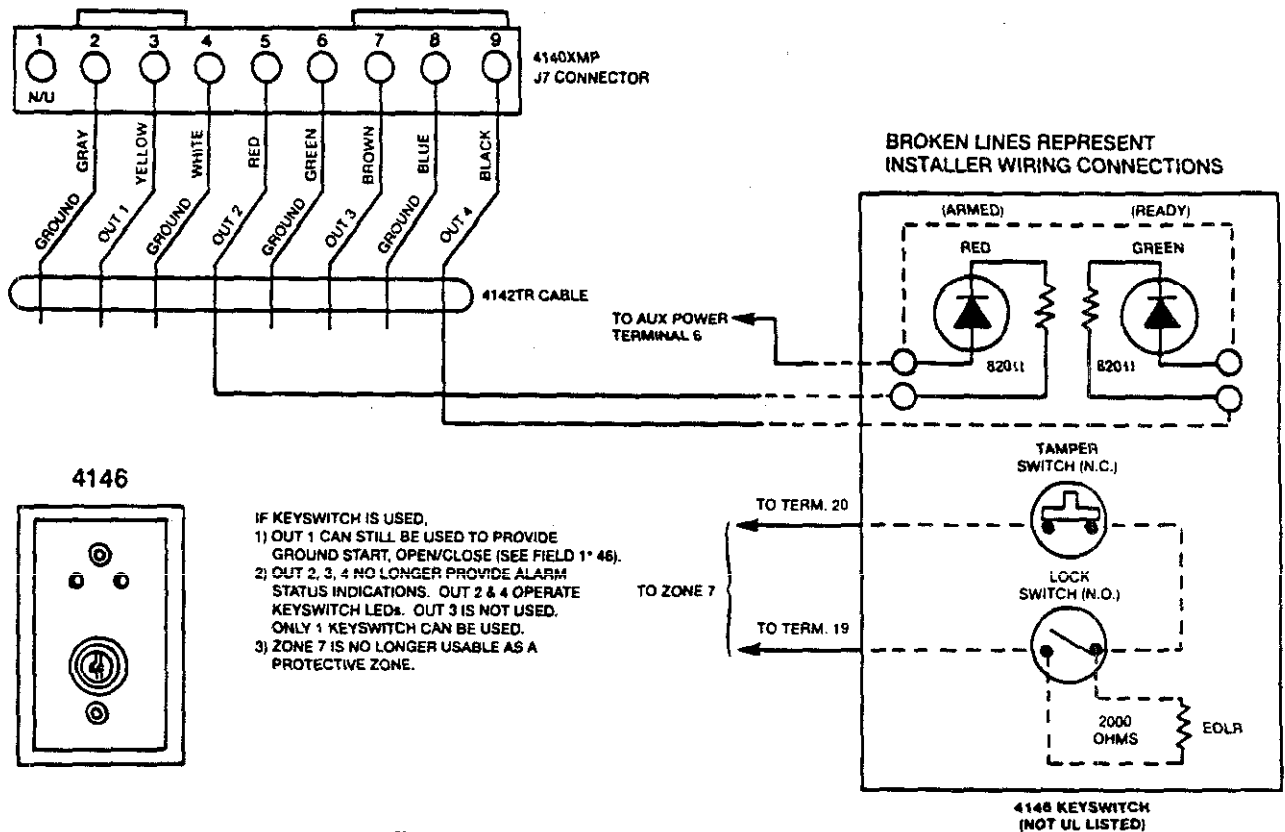 1 2 3 4 5 6 7 8 9
N/U
4140XMP
J7 CONNECTOR
GRAY
YELLOW
WHITE
RED
GREEN
BROWN
BLUE
BLACK
GROUND
OUT 1
GROUND
OUT 2
GROUND
OUT 3
GROUND
OUT 4
4142TR CABLE
BROKEN LINES REPRESENT
INSTALLER WIRING CONNECTIONS
(ARMED) (READY)
RED GREEN
820Ω 820Ω
TO AUX POWER
TERMINAL 6
TAMPER
SWITCH (N.C.)
TO TERM. 20
LOCK
SWITCH (N.O.)
TO ZONE 7
TO TERM. 19
2000
OHMS
EOLR
4146 KEYSWITCH
(NOT UL LISTED)
4146
IF KEYSWITCH IS USED,
1) OUT 1 CAN STILL BE USED TO PROVIDE
GROUND START, OPEN/CLOSE (SEE FIELD 1* 46).
2) OUT 2, 3, 4 NO LONGER PROVIDE ALARM
STATUS INDICATIONS. OUT 2 & 4 OPERATE
KEYSWITCH LEDs. OUT 3 IS NOT USED.
ONLY 1 KEYSWITCH CAN BE USED.
3) ZONE 7 IS NO LONGER USABLE AS A
PROTECTIVE ZONE.